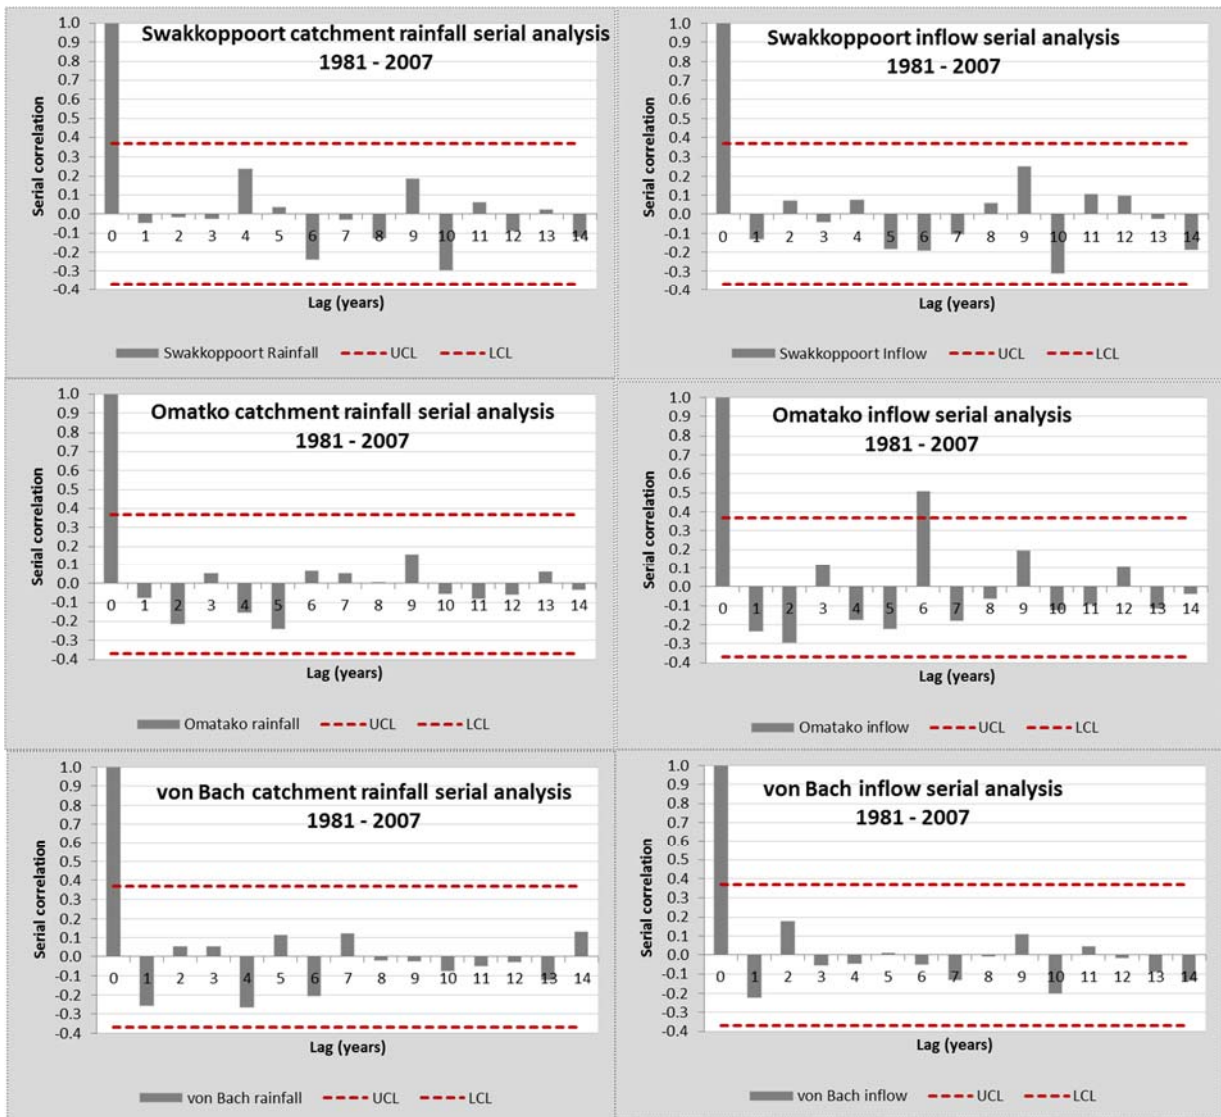 Swakkoppoort catchment rainfall serial analysis
1981 - 2007
Serial correlation
1.0
0.9
0.8
0.7
0.6
0.5
0.4
0.3
0.2
0.1
0.0
-0.1
-0.2
-0.3
-0.4
0 1 2 3 4 5 6 7 8 9 10 11 12 13 14
Lag (years)
Swakkoppoort Rainfall UCL LCL
Swakkoppoort inflow serial analysis
1981 - 2007
Serial correlation
1.0
0.9
0.8
0.7
0.6
0.5
0.4
0.3
0.2
0.1
0.0
-0.1
-0.2
-0.3
-0.4
0 1 2 3 4 5 6 7 8 9 10 11 12 13 14
Lag (years)
Swakkoppoort Inflow UCL LCL
Omatko catchment rainfall serial analysis
1981 - 2007
Serial correlation
1.0
0.9
0.8
0.7
0.6
0.5
0.4
0.3
0.2
0.1
0.0
-0.1
-0.2
-0.3
-0.4
0 1 2 3 4 5 6 7 8 9 10 11 12 13 14
Lag (years)
Omatako rainfall UCL LCL
Omatako inflow serial analysis
1981 - 2007
Serial correlation
1.0
0.9
0.8
0.7
0.6
0.5
0.4
0.3
0.2
0.1
0.0
-0.1
-0.2
-0.3
-0.4
0 1 2 3 4 5 6 7 8 9 10 11 12 13 14
Lag (years)
Omatako inflow UCL LCL
von Bach catchment rainfall serial analysis
1981 - 2007
Serial correlation
1.0
0.9
0.8
0.7
0.6
0.5
0.4
0.3
0.2
0.1
0.0
-0.1
-0.2
-0.3
-0.4
0 1 2 3 4 5 6 7 8 9 10 11 12 13 14
Lag (years)
von Bach rainfall UCL LCL
von Bach inflow serial analysis
1981 - 2007
Serial correlation
1.0
0.9
0.8
0.7
0.6
0.5
0.4
0.3
0.2
0.1
0.0
-0.1
-0.2
-0.3
-0.4
0 1 2 3 4 5 6 7 8 9 10 11 12 13 14
Lag (years)
von Bach inflow UCL LCL